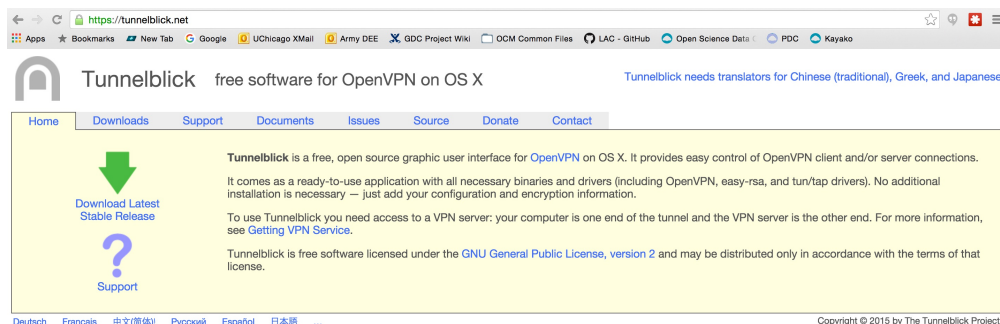 https://tunnelblick.net
Apps Bookmarks New Tab Google UChicago XMail Army DEE GDC Project Wiki OCM Common Files LAC - GitHub Open Science Data PDC Kayako
Tunnelblick free software for OpenVPN on OS X
Tunnelblick needs translators for Chinese (traditional), Greek, and Japanese
Home Downloads Support Documents Issues Source Donate Contact
Download Latest
Stable Release
Support
Tunnelblick is a free, open source graphic user interface for OpenVPN on OS X. It provides easy control of OpenVPN client and/or server connections.
It comes as a ready-to-use application with all necessary binaries and drivers (including OpenVPN, easy-rsa, and tun/tap drivers). No additional
installation is necessary — just add your configuration and encryption information.
To use Tunnelblick you need access to a VPN server: your computer is one end of the tunnel and the VPN server is the other end. For more information,
see Getting VPN Service.
Tunnelblick is free software licensed under the GNU General Public License, version 2 and may be distributed only in accordance with the terms of that
license.
Deutsch Français 中文(简体) Русский Español 日本語 ...
Copyright © 2015 by The Tunnelblick Project